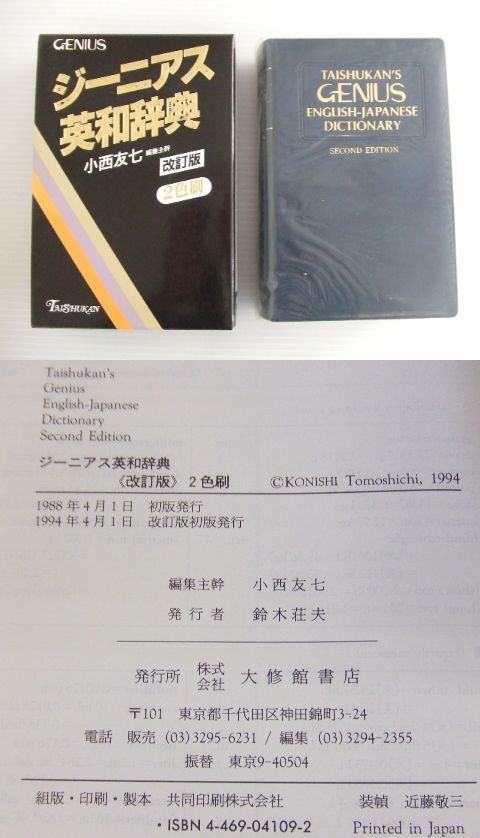 GENIUS
ジーニアス
英和辞典
小西友七 編集主幹
改訂版
2色刷
TAISHUKAN
TAISHUKAN'S
GENIUS
ENGLISH-JAPANESE
DICTIONARY
SECOND EDITION
Taishukan's
Genius
English-Japanese
Dictionary
Second Edition
ジーニアス英和辞典
《改訂版》2色刷 ©KONISHI Tomoshichi, 1994
1988年4月1日 初版発行
1994年4月1日 改訂版初版発行
編集主幹 小西友七
発行者 鈴木荘夫
発行所 株式会社 大修館書店
〒101 東京都千代田区神田錦町3-24
電話 販売 (03)3295-6231 / 編集 (03)3294-2355
振替 東京9-40504
組版・印刷・製本 共同印刷株式会社 装幀 近藤敬三
・ISBN 4-469-04109-2 Printed in Japan